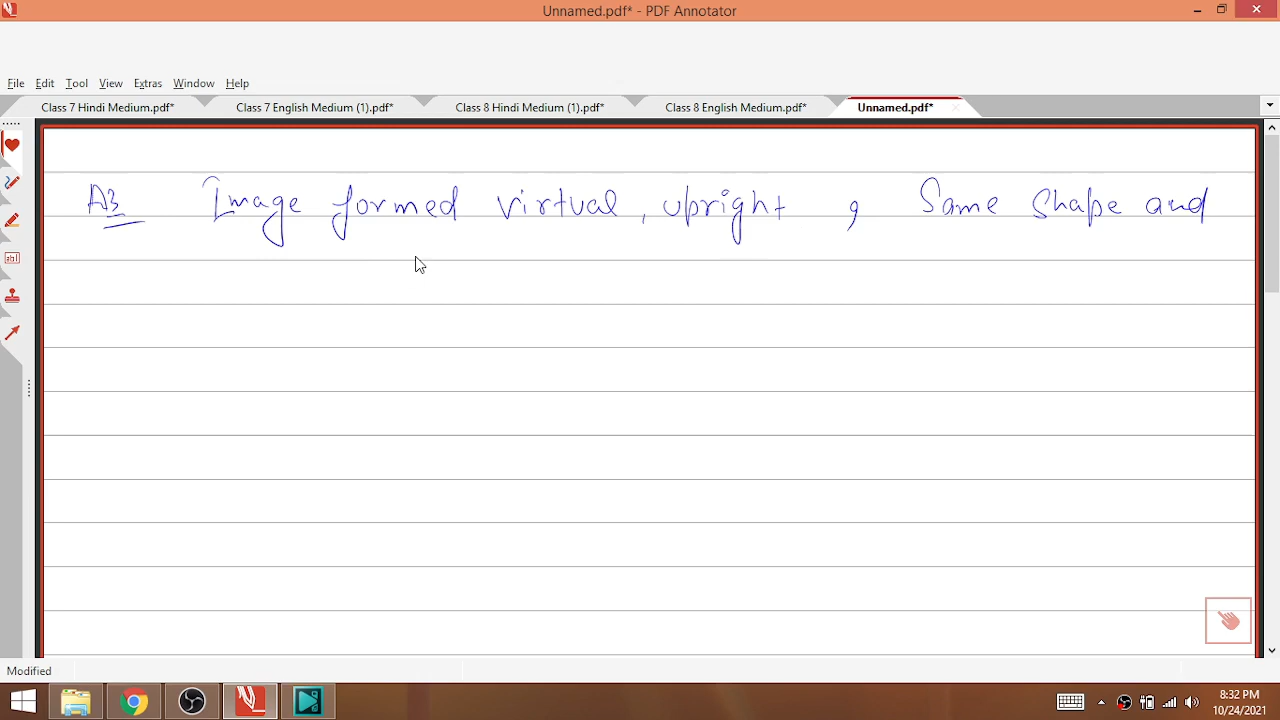 Unnamed.pdf* - PDF Annotator
File Edit Tool View Extras Window Help
Class 7 Hindi Medium.pdf* Class 7 English Medium (1).pdf* Class 8 Hindi Medium (1).pdf* Class 8 English Medium.pdf* Unnamed.pdf*
A3 Image formed virtual, upright , Same shape and
Modified
8:32 PM
10/24/2021